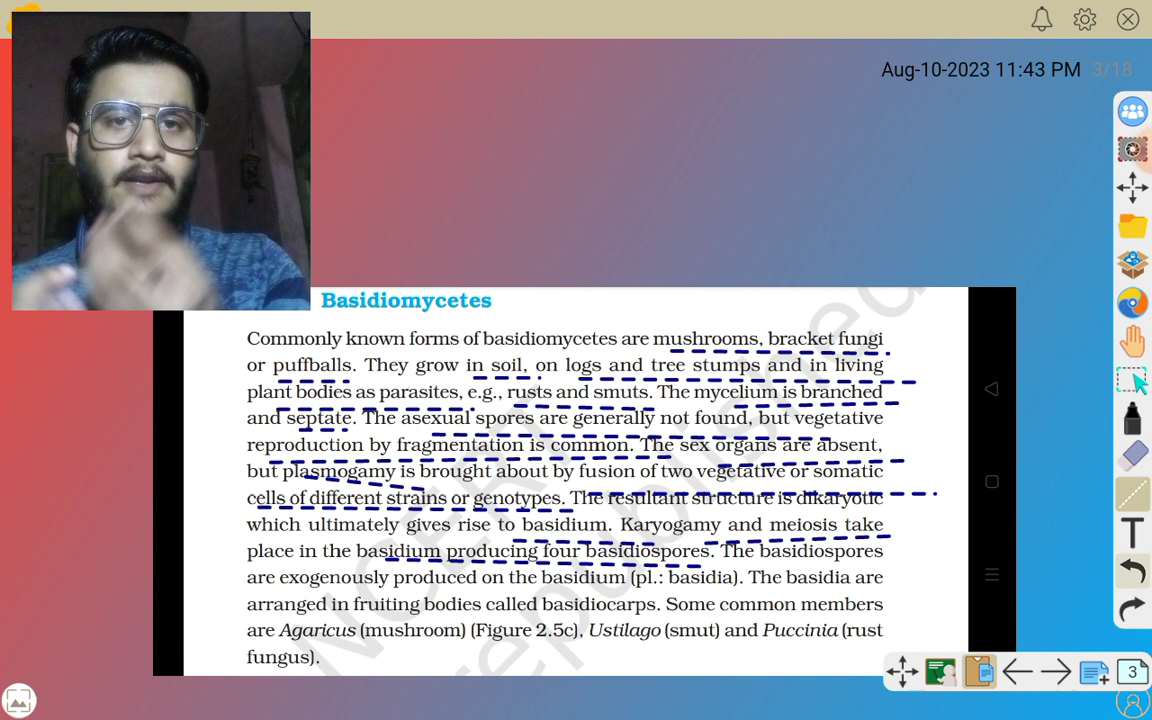 Aug-10-2023 11:43 PM 3/18
Basidiomycetes
Commonly known forms of basidiomycetes are mushrooms, bracket fungi
or puffballs. They grow in soil, on logs and tree stumps and in living
plant bodies as parasites, e.g., rusts and smuts. The mycelium is branched
and septate. The asexual spores are generally not found, but vegetative
reproduction by fragmentation is common. The sex organs are absent,
but plasmogamy is brought about by fusion of two vegetative or somatic
cells of different strains or genotypes. The resultant structure is dikaryotic
which ultimately gives rise to basidium. Karyogamy and meiosis take
place in the basidium producing four basidiospores. The basidiospores
are exogenously produced on the basidium (pl.: basidia). The basidia are
arranged in fruiting bodies called basidiocarps. Some common members
are Agaricus (mushroom) (Figure 2.5c), Ustilago (smut) and Puccinia (rust
fungus).
NCERT
republished
T
3